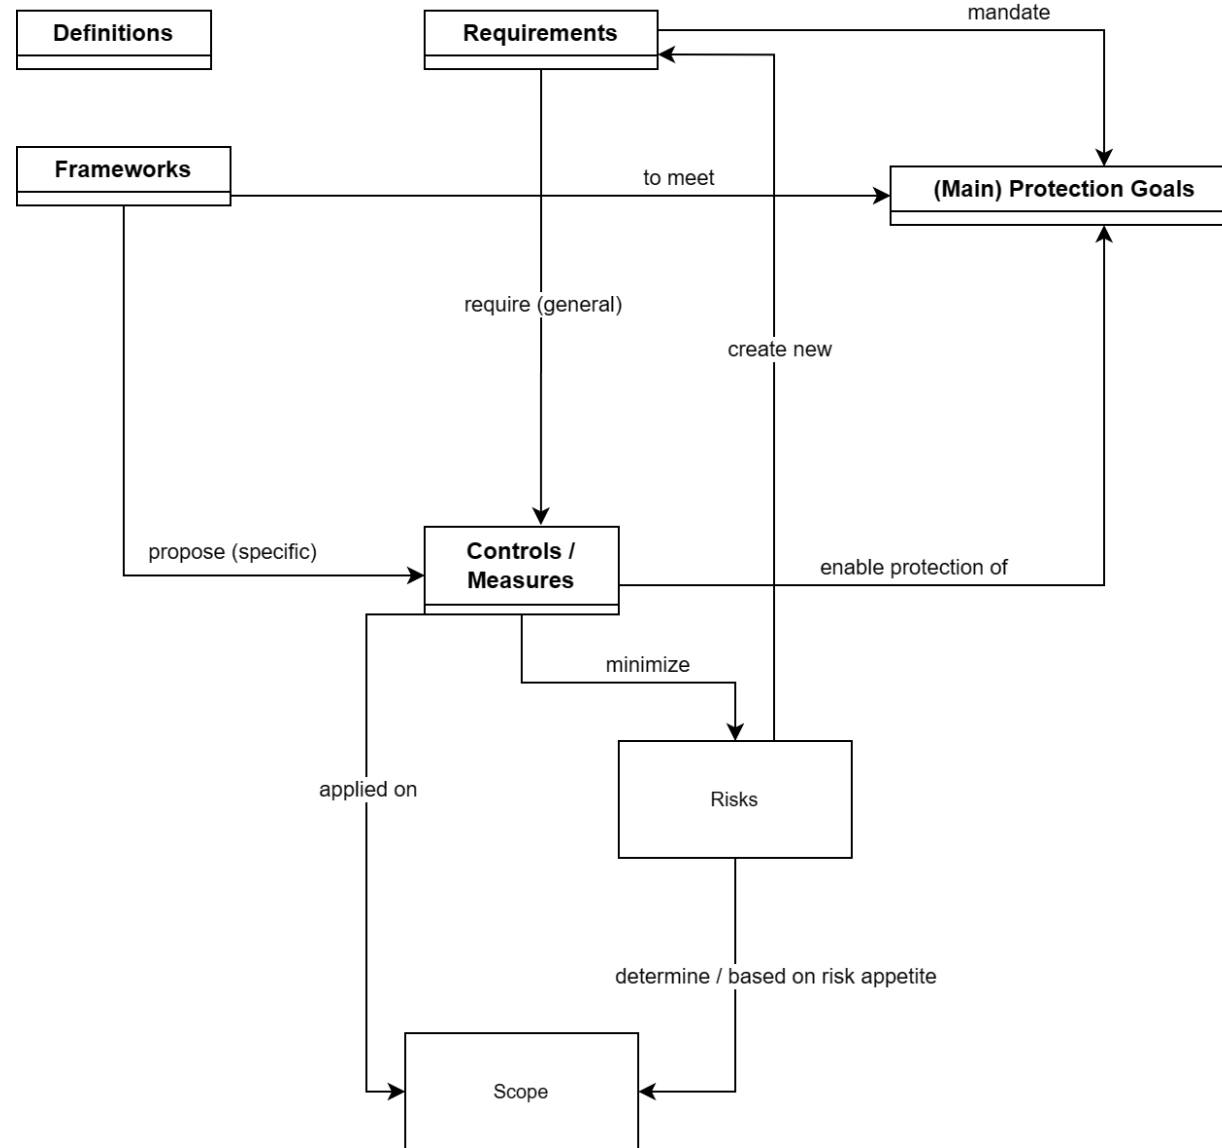 mandate
Definitions
Requirements
Frameworks
to meet
(Main) Protection Goals
require (general)
create new
propose (specific)
Controls /
Measures
enable protection of
minimize
applied on
Risks
determine / based on risk appetite
Scope